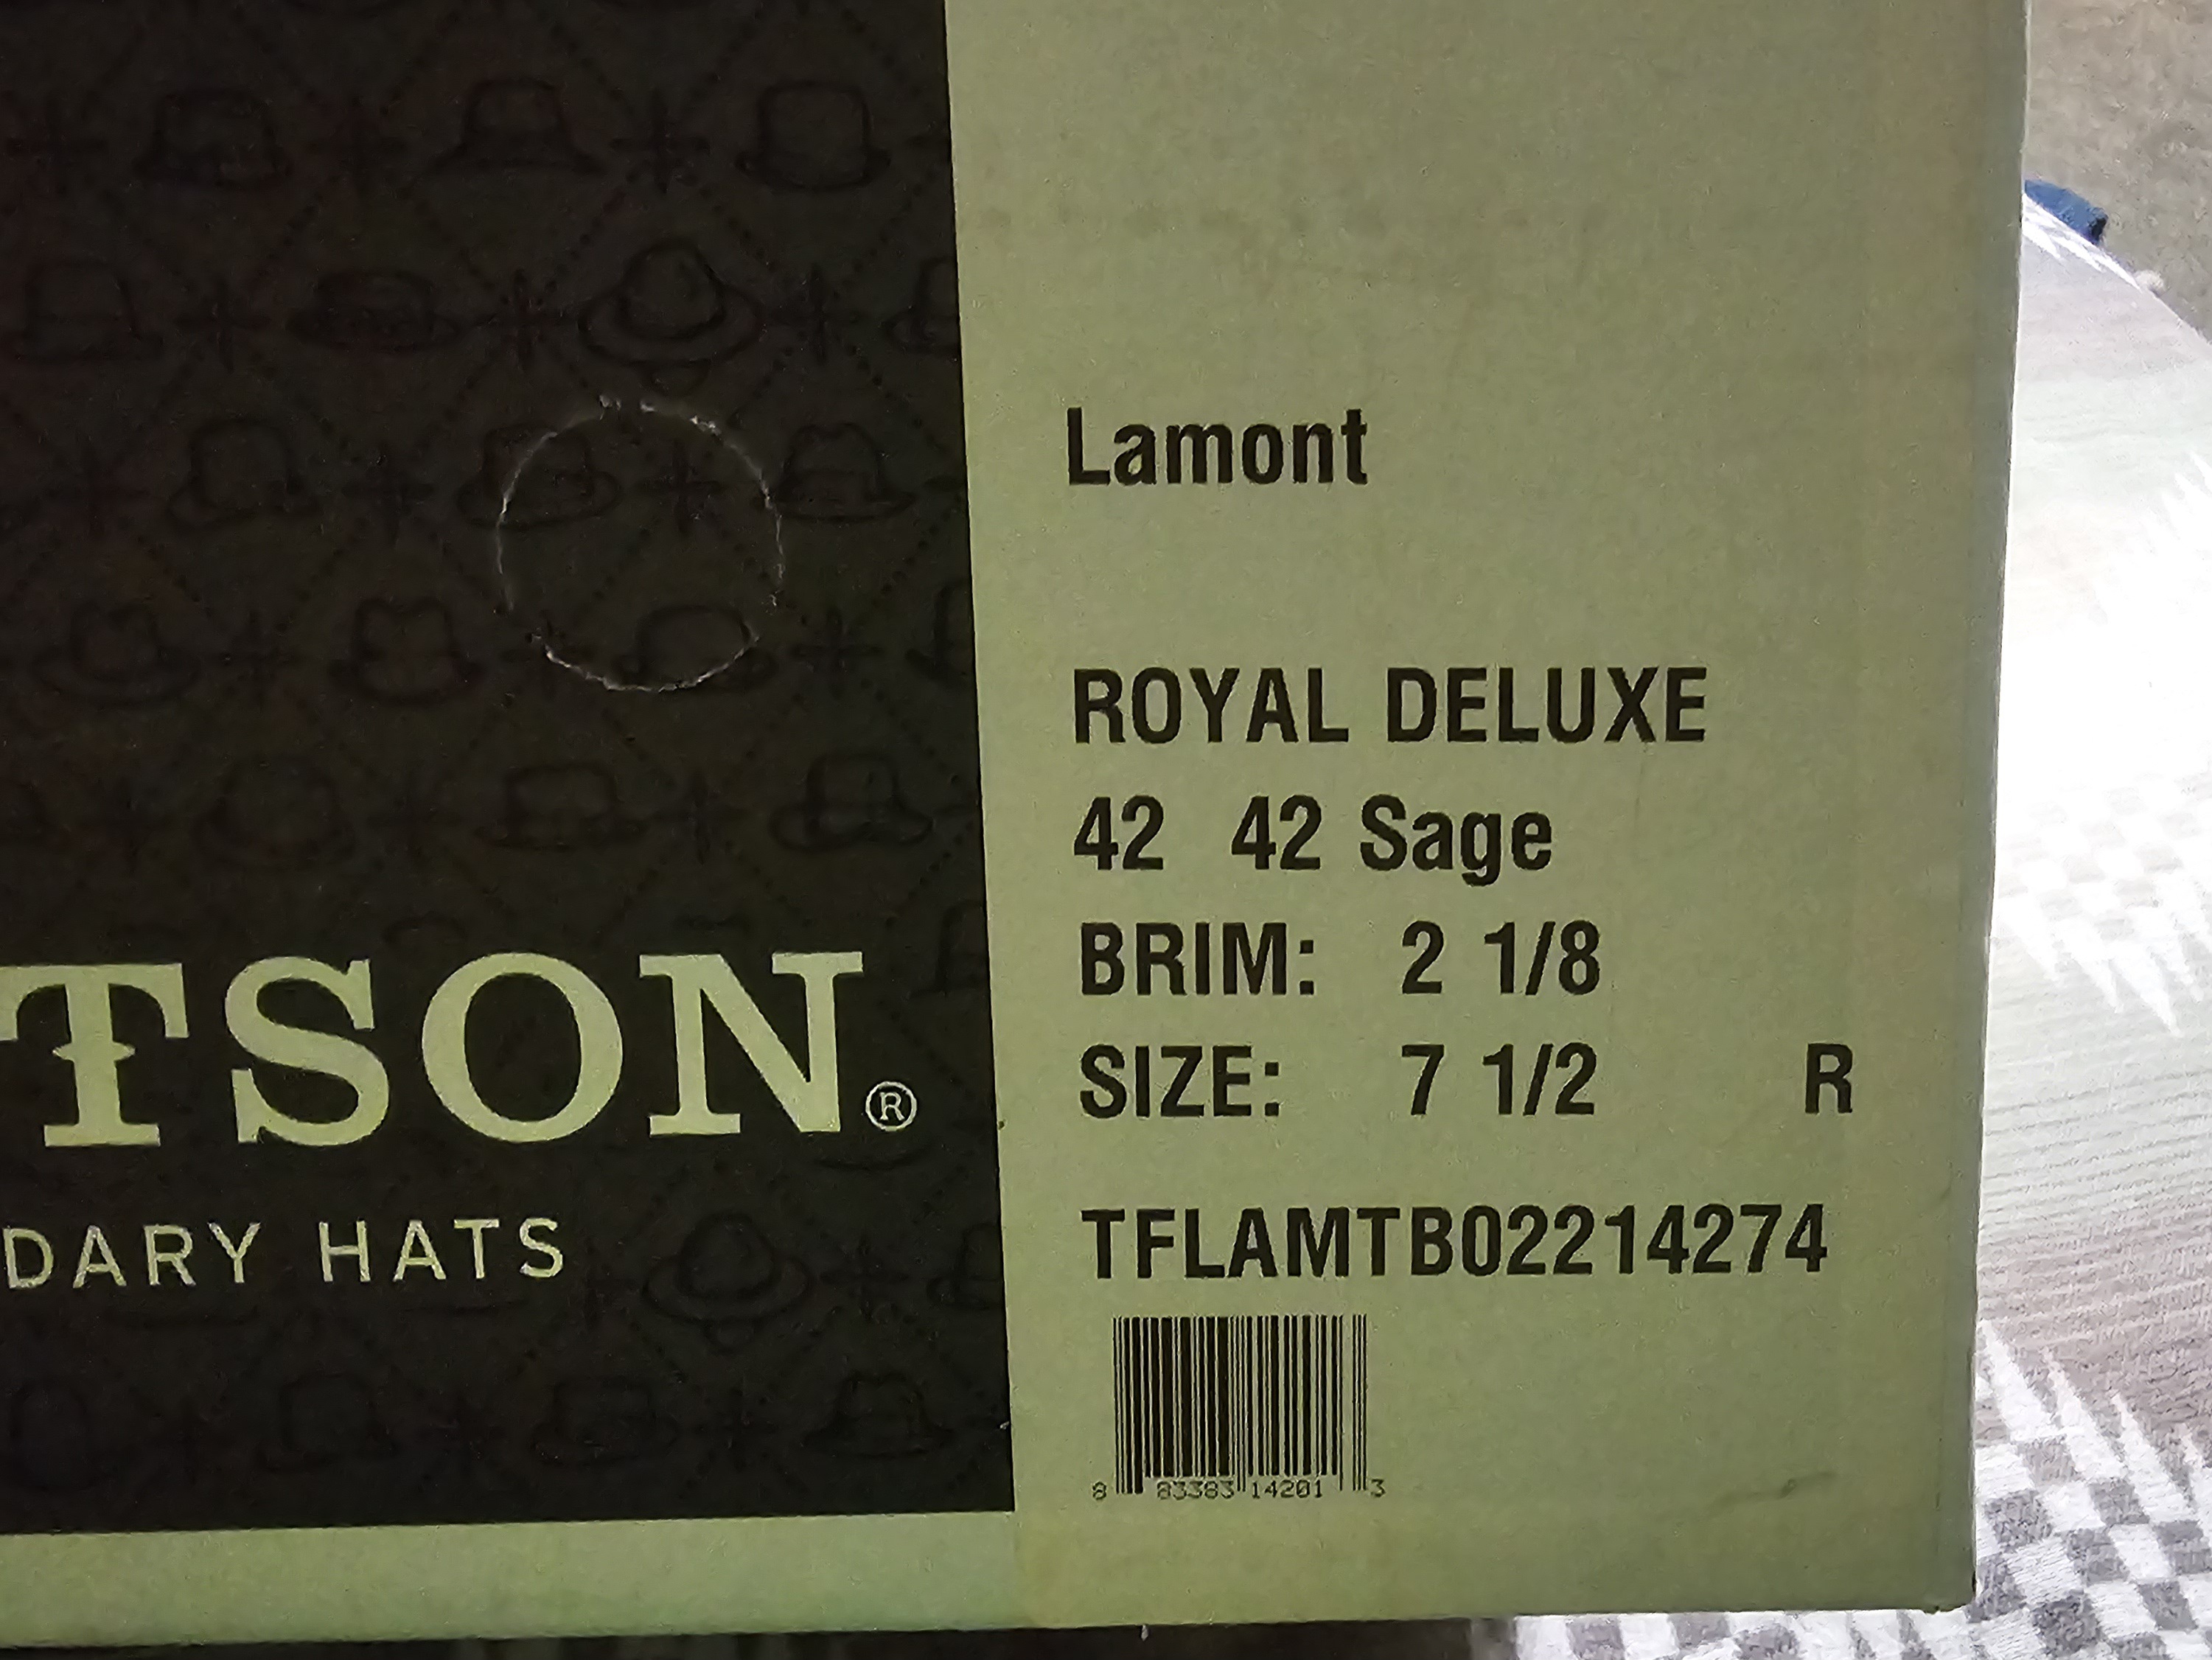 Lamont
ROYAL DELUXE
42 42 Sage
BRIM: 2 1/8
SIZE: 7 1/2 R
TFLAMTB02214274
8 83383 14201 3
TSON®
DARY HATS